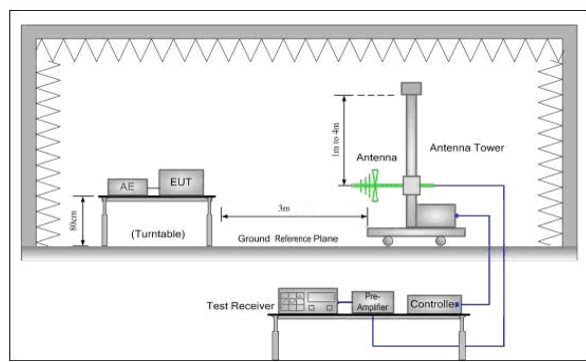 1m to 4m
Antenna
Antenna Tower
AE
EUT
80cm
(Turntable)
3m
Ground Reference Plane
Test Receiver
Pre-
Amplifier
Controller